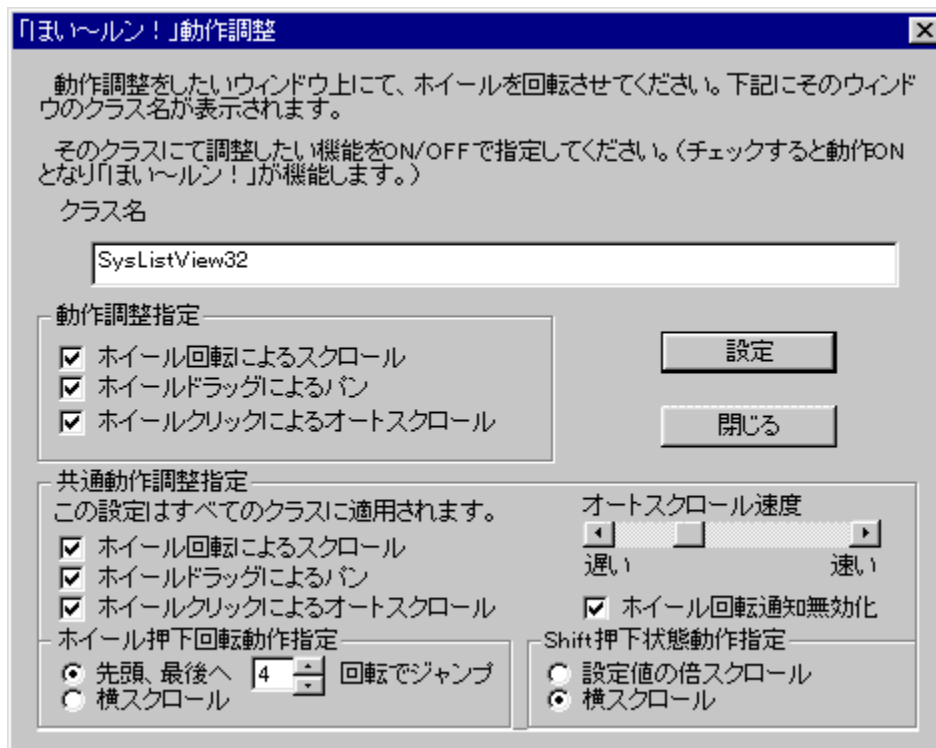 「ほい～ルン！」動作調整
動作調整をしたいウィンドウ上にて、ホイールを回転させてください。下記にそのウィンド
ウのクラス名が表示されます。
そのクラスにて調整したい機能をON/OFFで指定してください。(チェックすると動作ON
となり「ほい～ルン！」が機能します。)
クラス名
SysListView32
動作調整指定
ホイール回転によるスクロール
ホイールドラッグによるパン
ホイールクリックによるオートスクロール
設定
閉じる
共通動作調整指定
この設定はすべてのクラスに適用されます。
ホイール回転によるスクロール
ホイールドラッグによるパン
ホイールクリックによるオートスクロール
オートスクロール速度
遅い 速い
ホイール回転通知無効化
ホイール押下回転動作指定
先頭、最後へ 4 回転でジャンプ
横スクロール
Shift押下状態動作指定
設定値の倍スクロール
横スクロール